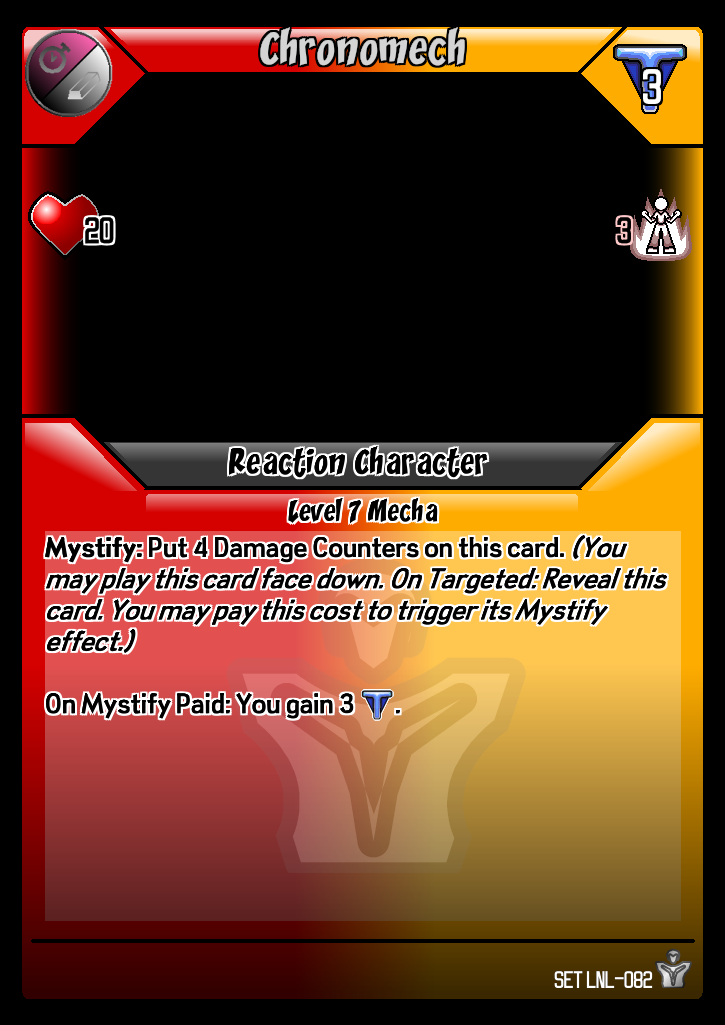 Chronomech
3
20
3
Reaction Character
Level 7 Mecha
Mystify: Put 4 Damage Counters on this card. (You
may play this card face down. On Targeted: Reveal this
card. You may pay this cost to trigger its Mystify
effect.)
On Mystify Paid: You gain 3 T.
SET LNL-082